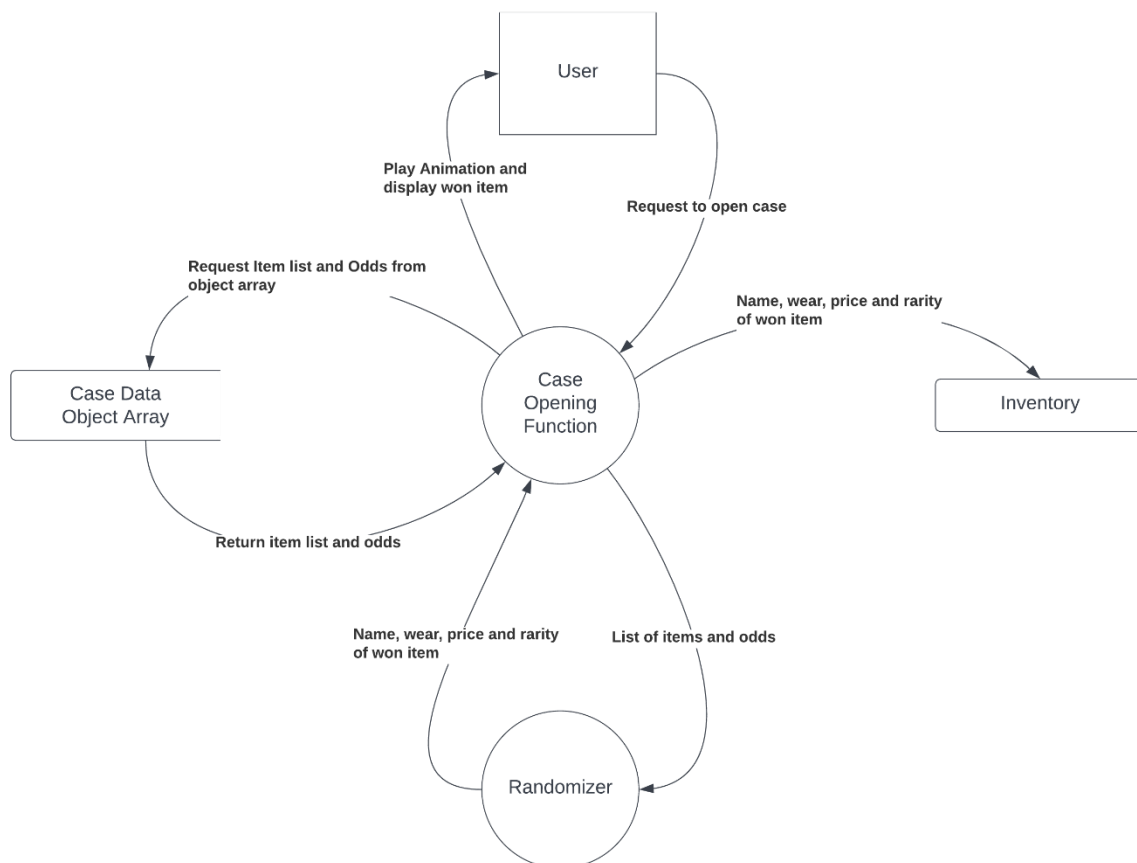 User
Play Animation and
display won item
Request to open case
Request Item list and Odds from
object array
Name, wear, price and rarity
of won item
Case Data
Object Array
Case
Opening
Function
Inventory
Return item list and odds
Name, wear, price and rarity
of won item
List of items and odds
Randomizer